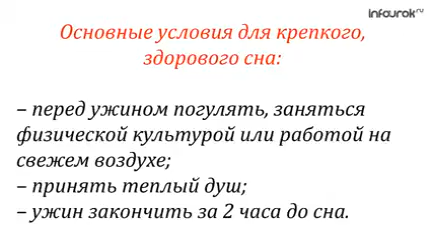 infourok.ru
Основные условия для крепкого,
здорового сна:
– перед ужином погулять, заняться
физической культурой или работой на
свежем воздухе;
– принять теплый душ;
– ужин закончить за 2 часа до сна.